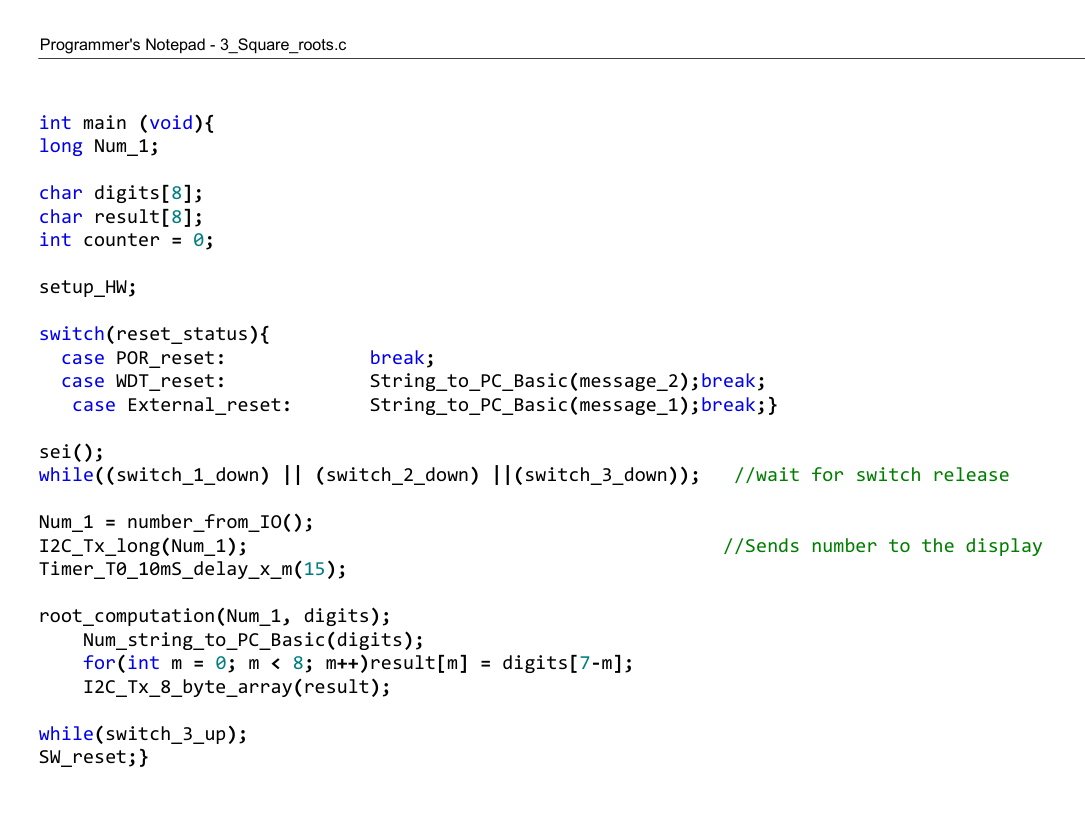 Programmer's Notepad - 3_Square_roots.c
int main (void){
long Num_1;
char digits[8];
char result[8];
int counter = 0;
setup_HW;
switch(reset_status){
case POR_reset: break;
case WDT_reset: String_to_PC_Basic(message_2);break;
case External_reset: String_to_PC_Basic(message_1);break;}
sei();
while((switch_1_down) || (switch_2_down) ||(switch_3_down)); //wait for switch release
Num_1 = number_from_IO();
I2C_Tx_long(Num_1); //Sends number to the display
Timer_T0_10mS_delay_x_m(15);
root_computation(Num_1, digits);
Num_string_to_PC_Basic(digits);
for(int m = 0; m < 8; m++)result[m] = digits[7-m];
I2C_Tx_8_byte_array(result);
while(switch_3_up);
SW_reset;}